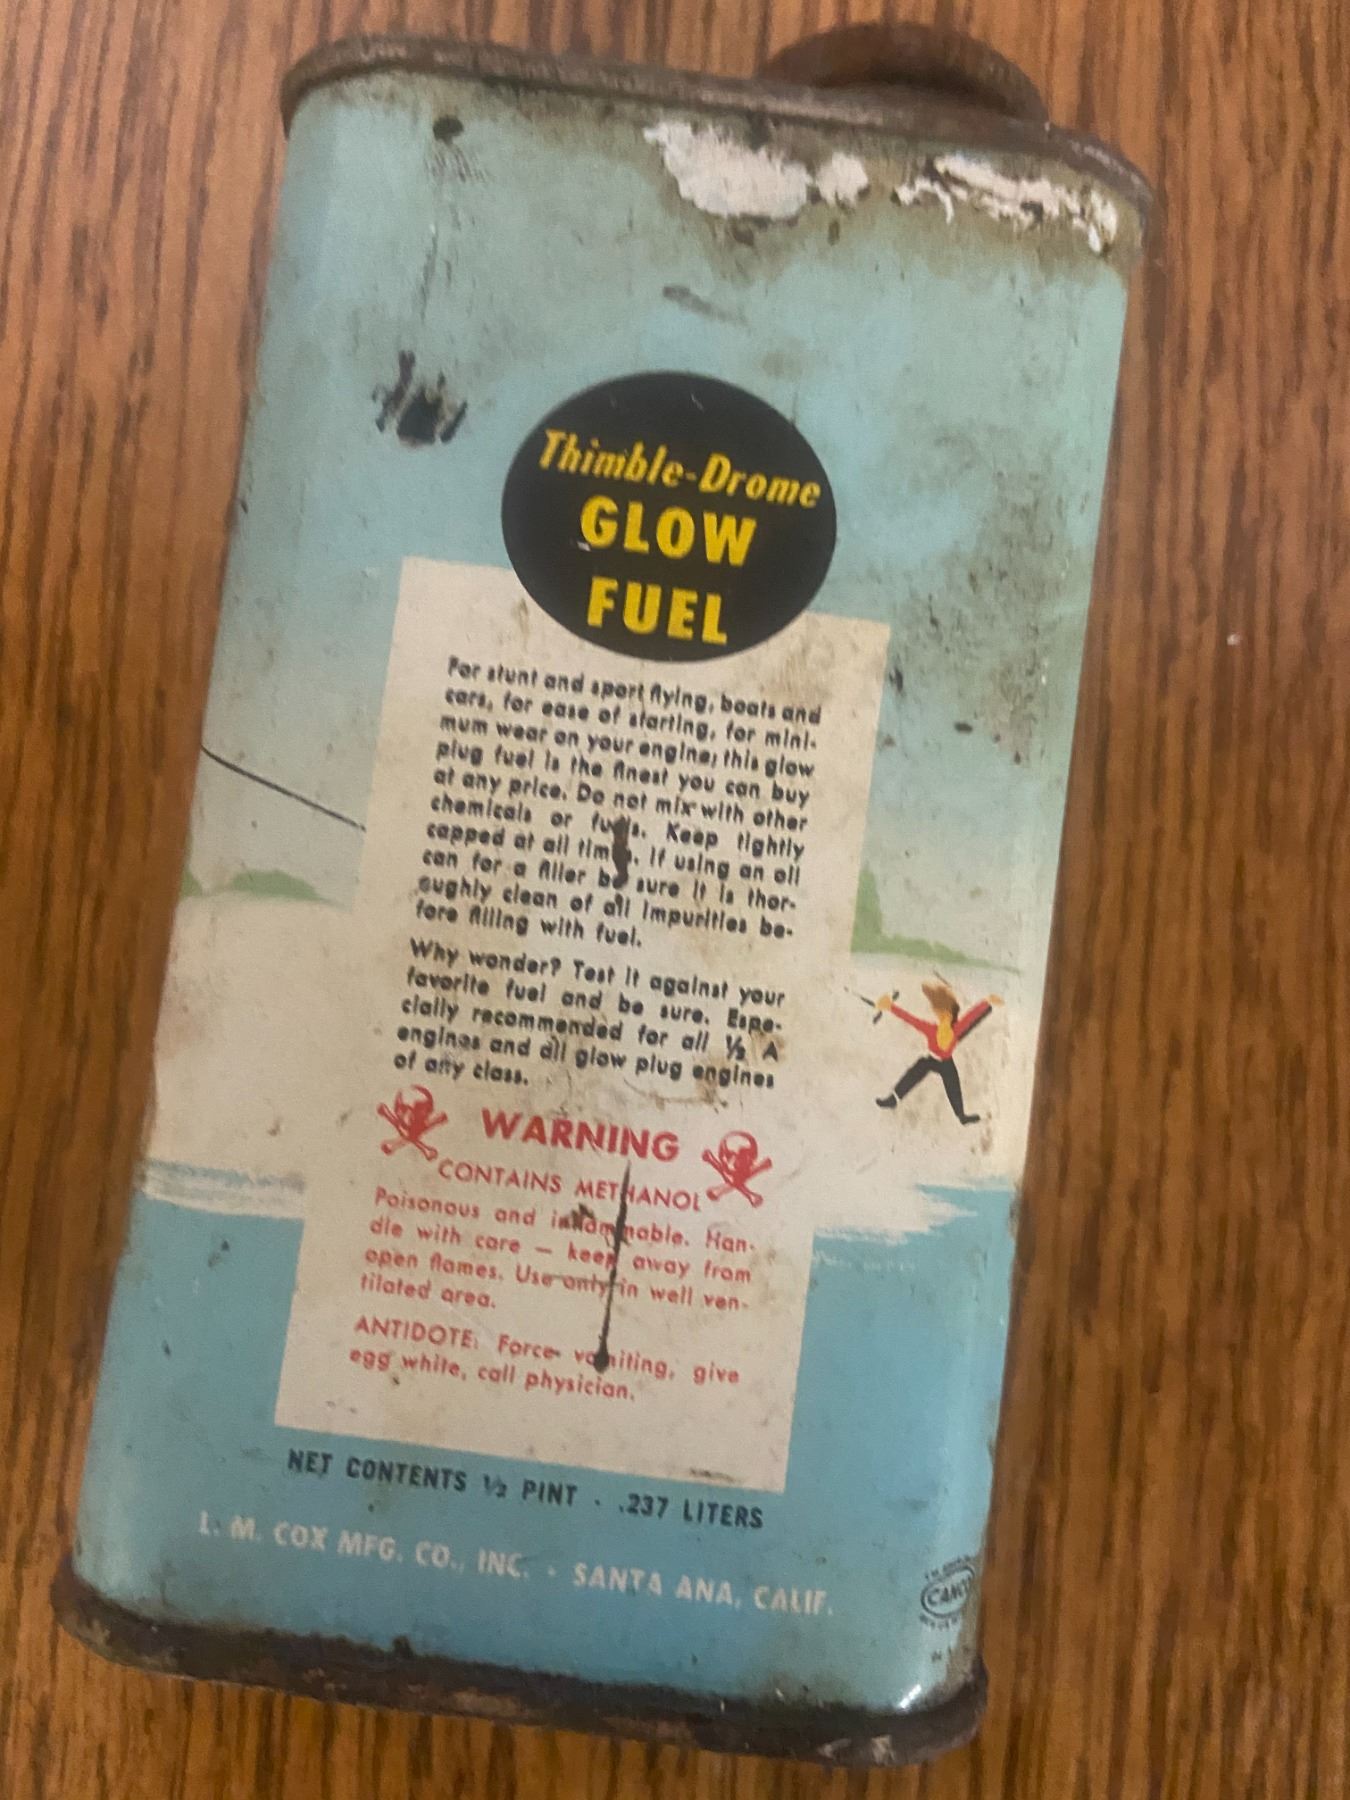 Thimble-Drome
GLOW
FUEL
For stunt and sport flying, boats and
cars, for ease of starting, for mini-
mum wear on your engine; this glow
plug fuel is the finest you can buy
at any price. Do not mix with other
chemicals or fuels. Keep tightly
capped at all times. If using an oil
can for a filler be sure it is thor-
oughly clean of all impurities be-
fore filling with fuel.
Why wonder? Test it against your
favorite fuel and be sure. Espe-
cially recommended for all ½ A
engines and all glow plug engines
of any class.
WARNING
CONTAINS METHANOL
Poisonous and inflammable. Han-
dle with care — keep away from
open flames. Use only in well ven-
tilated area.
ANTIDOTE: Force vomiting, give
egg white, call physician.
NET CONTENTS ½ PINT · .237 LITERS
L. M. COX MFG. CO., INC. · SANTA ANA, CALIF.
CANCO